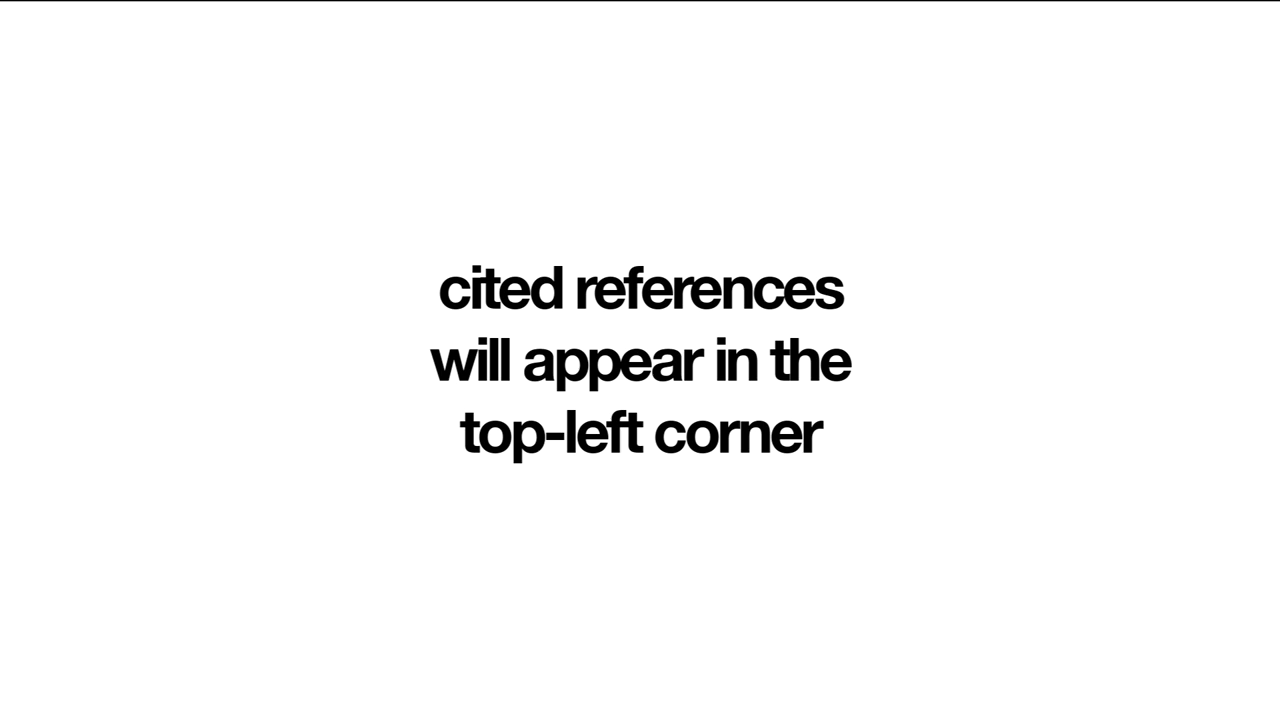 cited references
will appear in the
top-left corner